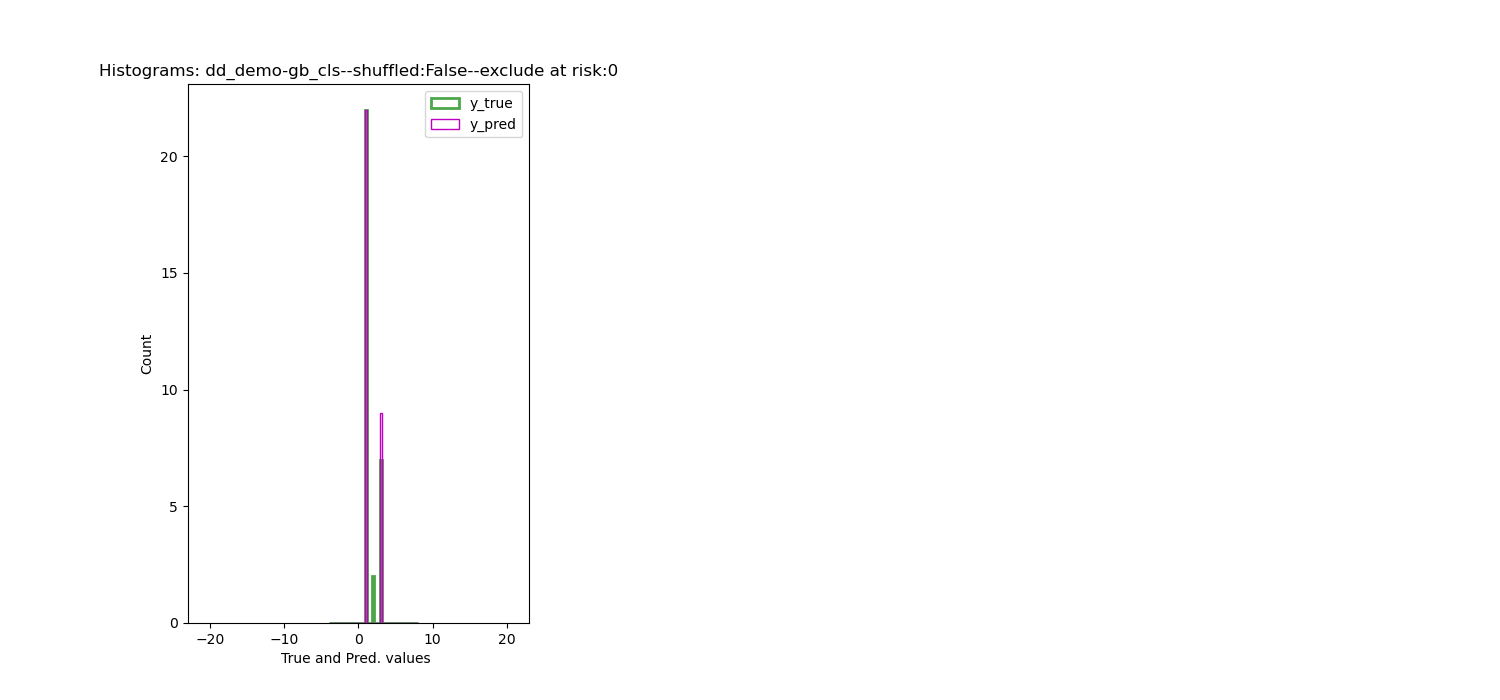 Histograms: dd_demo-gb_cls--shuffled:False--exclude at risk:0
y_true
y_pred
20
15
10
5
0
Count
−20
−10
0
10
20
True and Pred. values